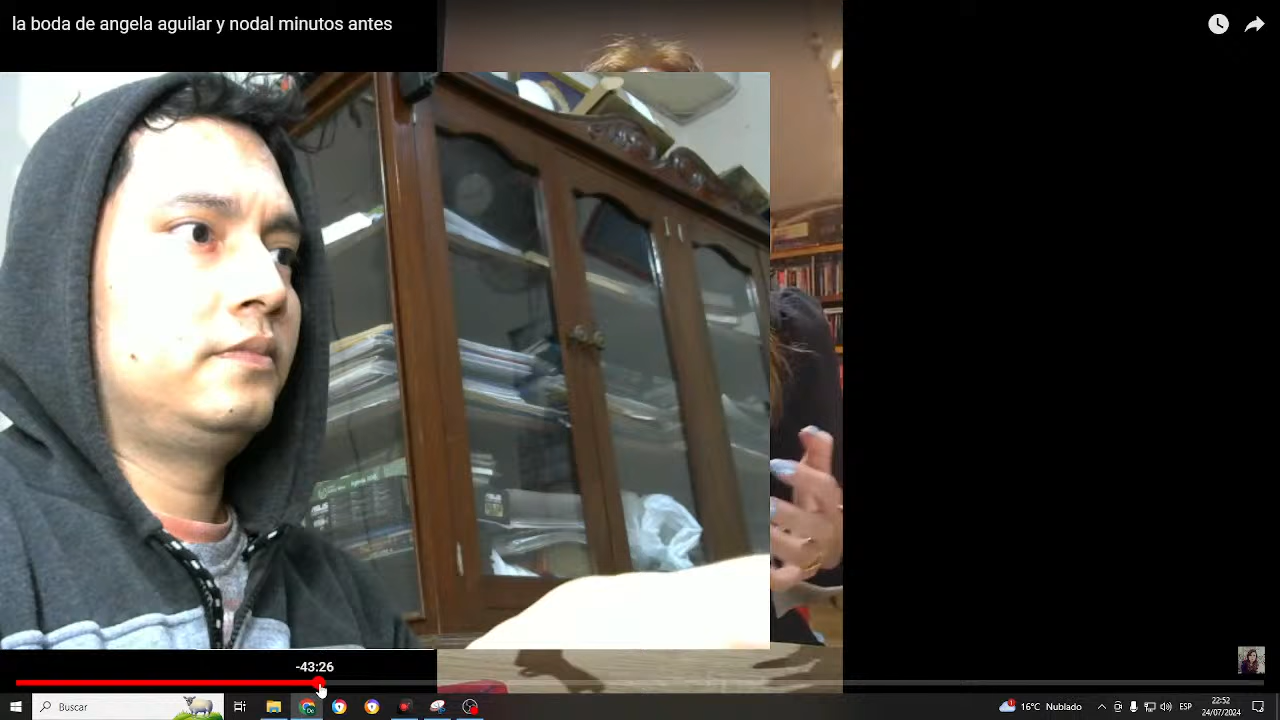 la boda de angela aguilar y nodal minutos antes
ASUS
-43:26
Buscar
16°C Nublado
ESP
22:52
24/07/2024